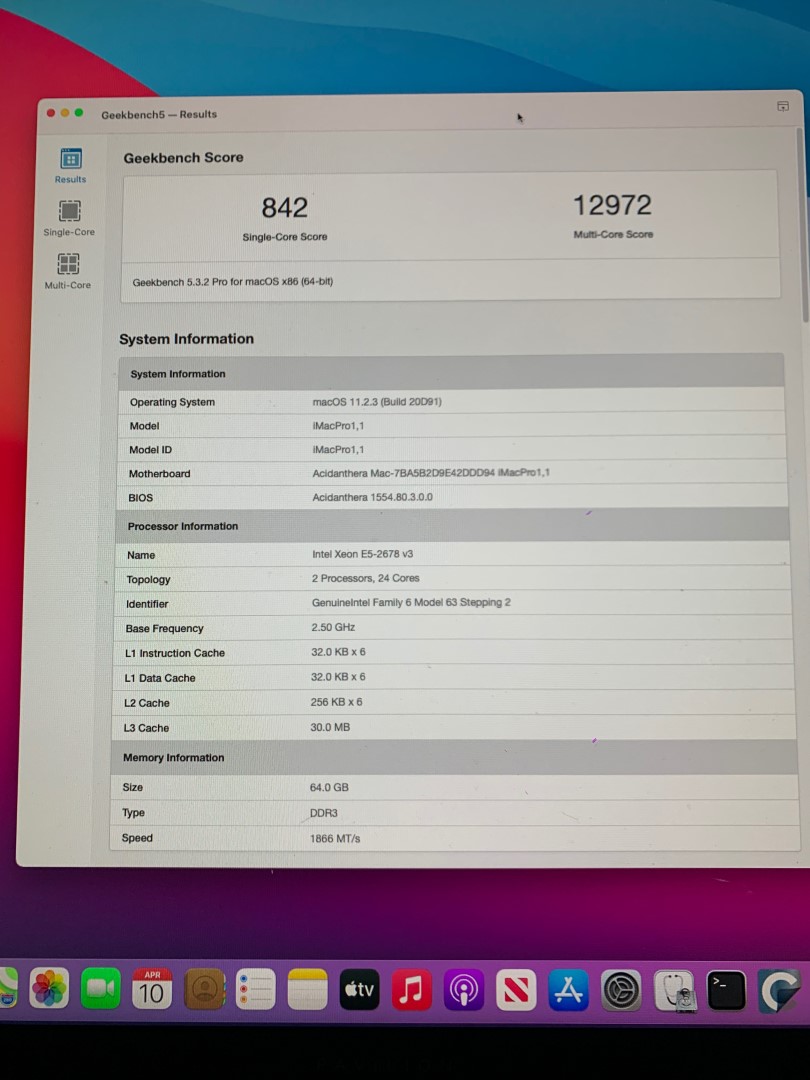 Geekbench5 — Results
Results
Single-Core
Multi-Core
Geekbench Score
842
Single-Core Score
12972
Multi-Core Score
Geekbench 5.3.2 Pro for macOS x86 (64-bit)
System Information
System Information
Operating System macOS 11.2.3 (Build 20D91)
Model iMacPro1,1
Model ID iMacPro1,1
Motherboard Acidanthera Mac-7BA5B2D9E42DDD94 iMacPro1,1
BIOS Acidanthera 1554.80.3.0.0
Processor Information
Name Intel Xeon E5-2678 v3
Topology 2 Processors, 24 Cores
Identifier GenuineIntel Family 6 Model 63 Stepping 2
Base Frequency 2.50 GHz
L1 Instruction Cache 32.0 KB x 6
L1 Data Cache 32.0 KB x 6
L2 Cache 256 KB x 6
L3 Cache 30.0 MB
Memory Information
Size 64.0 GB
Type DDR3
Speed 1866 MT/s
APR
10
tv
>_